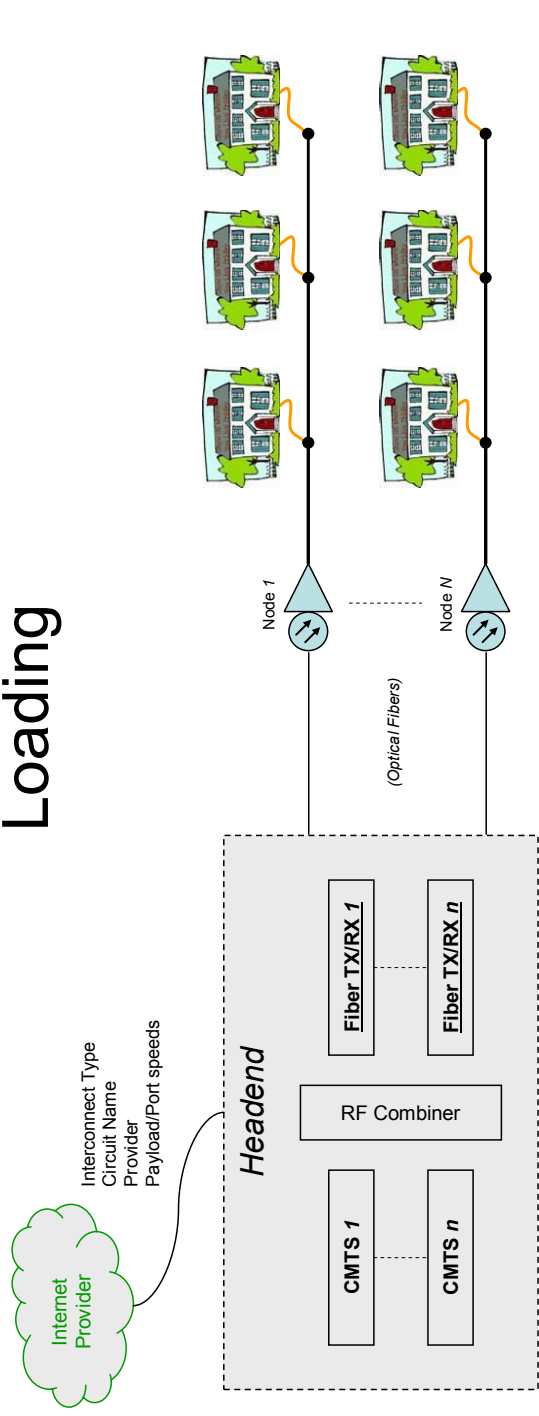 Loading
Internet
Provider
Interconnect Type
Circuit Name
Provider
Payload/Port speeds
Headend
CMTS 1
CMTS n
RF Combiner
Fiber TX/RX 1
Fiber TX/RX n
(Optical Fibers)
Node 1
Node N